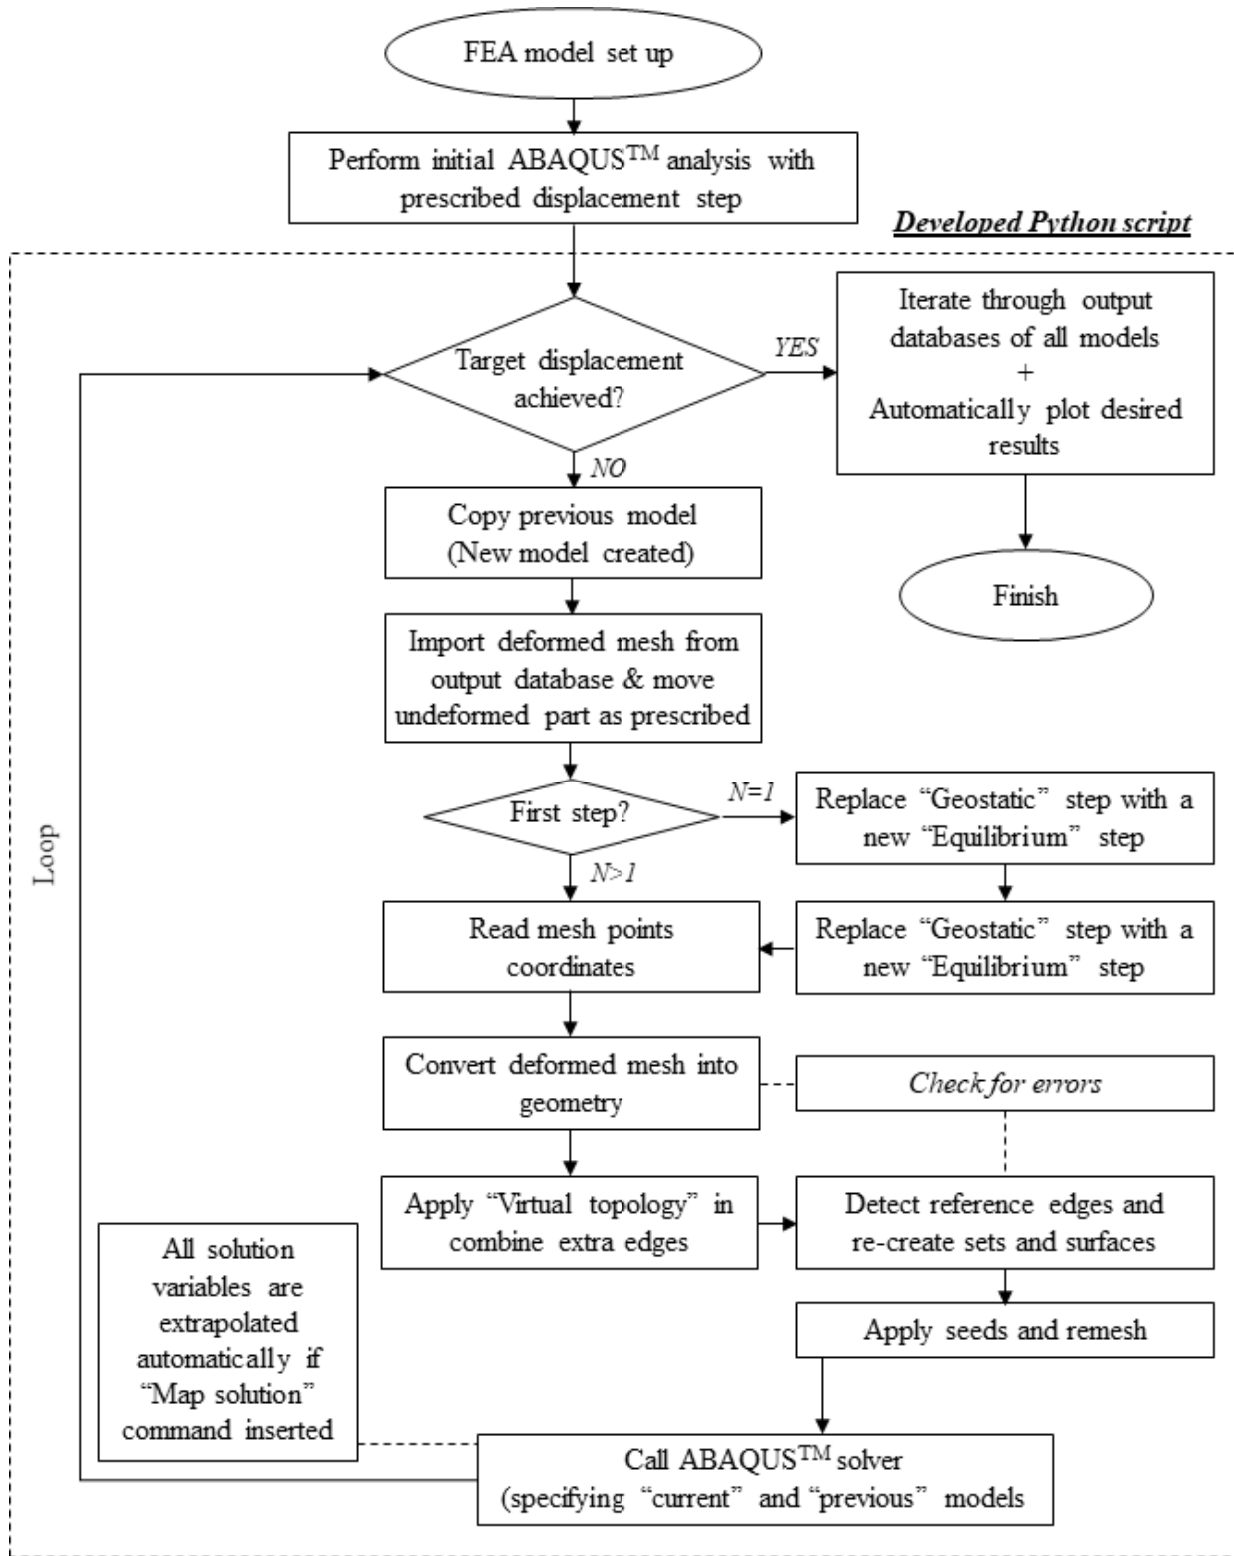 FEA model set up
Perform initial ABAQUS™ analysis with
prescribed displacement step
Developed Python script
Target displacement
achieved?
YES
Iterate through output
databases of all models
+
Automatically plot desired
results
NO
Copy previous model
(New model created)
Finish
Import deformed mesh from
output database & move
undeformed part as prescribed
First step?
N=1
Replace “Geostatic” step with a
new “Equilibrium” step
N>1
Loop
Read mesh points
coordinates
Replace “Geostatic” step with a
new “Equilibrium” step
Convert deformed mesh into
geometry
Check for errors
Apply “Virtual topology” in
combine extra edges
Detect reference edges and
re-create sets and surfaces
All solution
variables are
extrapolated
automatically if
“Map solution”
command inserted
Apply seeds and remesh
Call ABAQUS™ solver
(specifying “current” and “previous” models